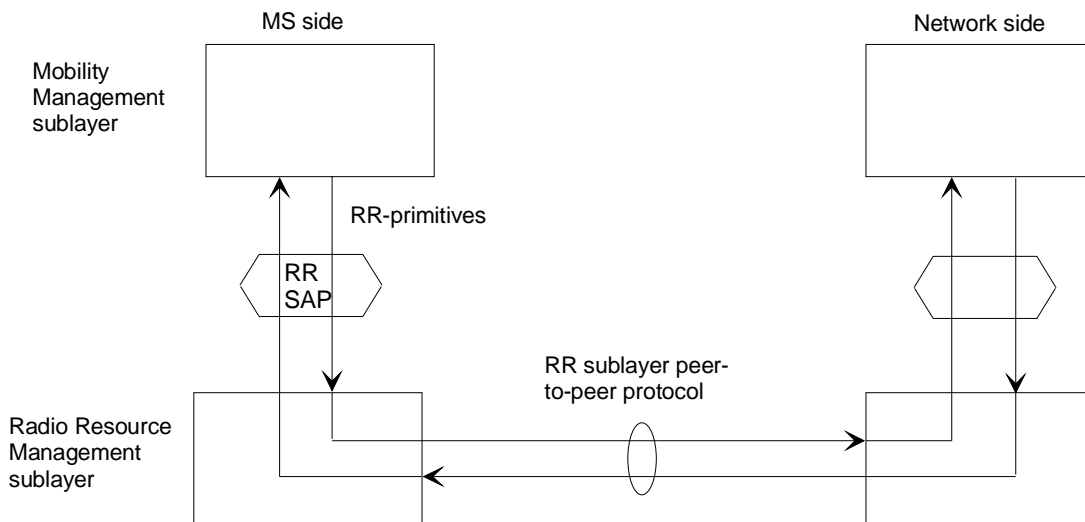 MS side
Network side
Mobility
Management
sublayer
RR-primitives
RR
SAP
RR sublayer peer-
to-peer protocol
Radio Resource
Management
sublayer